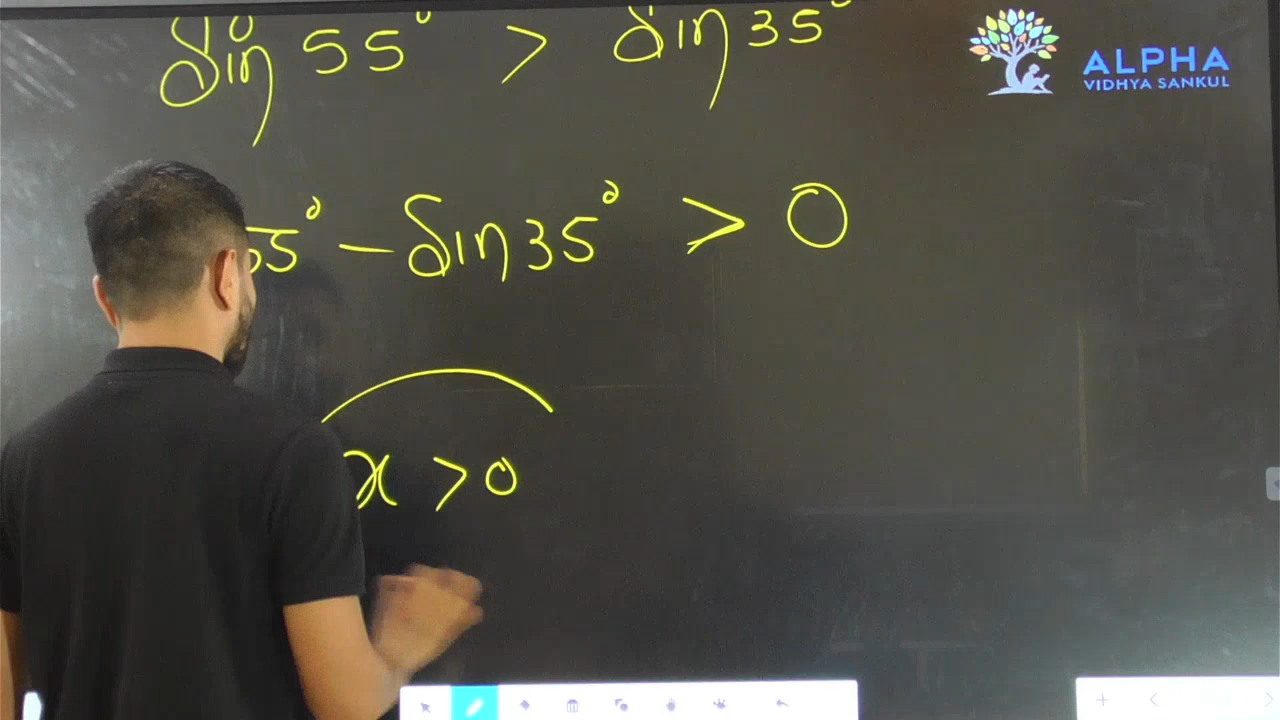 sin 55° > sin 35°
ALPHA
VIDHYA SANKUL
55° - sin 35° > 0
x > 0